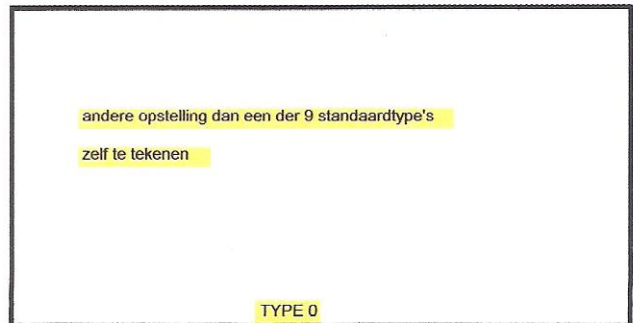 andere opstelling dan een der 9 standaardtype's
zelf te tekenen
TYPE 0